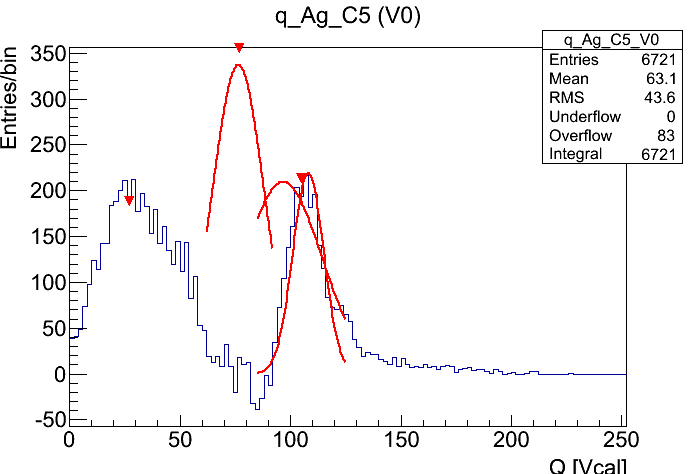 q_Ag_C5 (V0)
Entries/bin
q_Ag_C5_V0
Entries 6721
Mean 63.1
RMS 43.6
Underflow 0
Overflow 83
Integral 6721
350
300
250
200
150
100
50
0
-50
0 50 100 150 200 250
Q [Vcal]